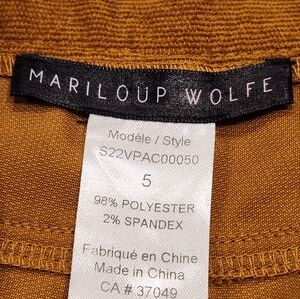 MARILOUP WOLFE
Modèle / Style
S22VPAC00050
5
98% POLYESTER
2% SPANDEX
Fabriqué en Chine
Made in China
CA # 37049